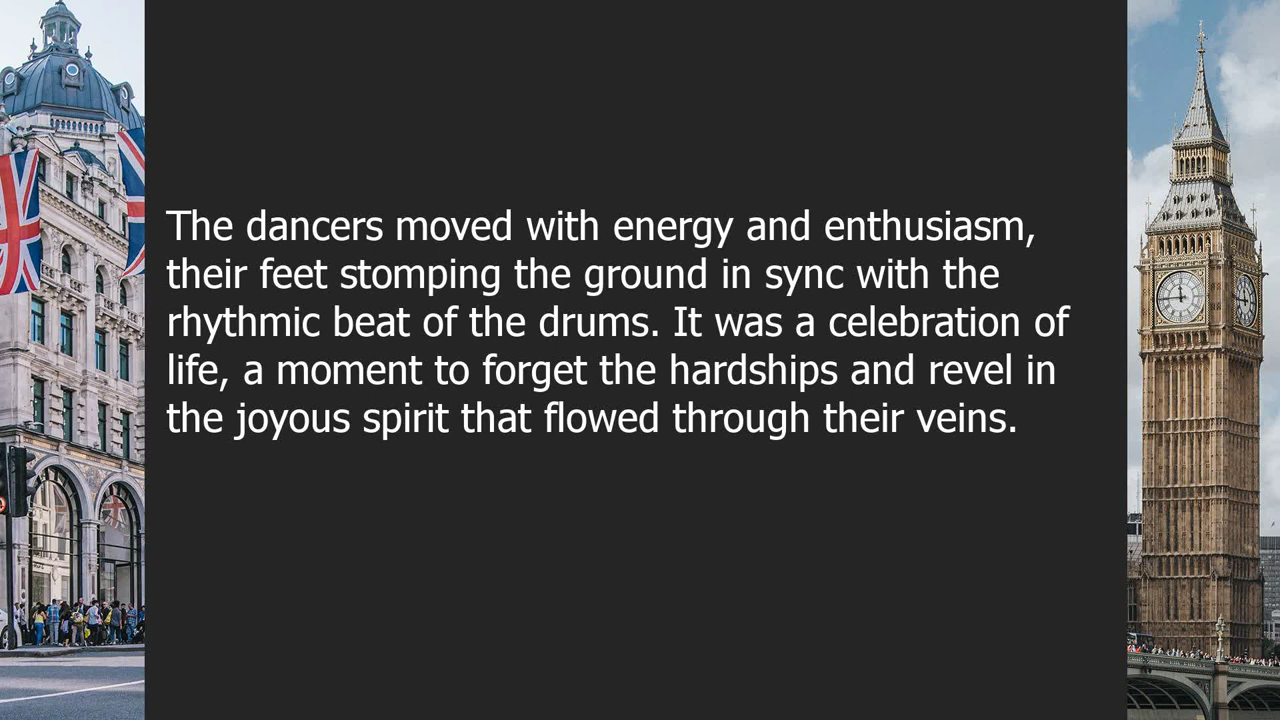 The dancers moved with energy and enthusiasm,
their feet stomping the ground in sync with the
rhythmic beat of the drums. It was a celebration of
life, a moment to forget the hardships and revel in
the joyous spirit that flowed through their veins.